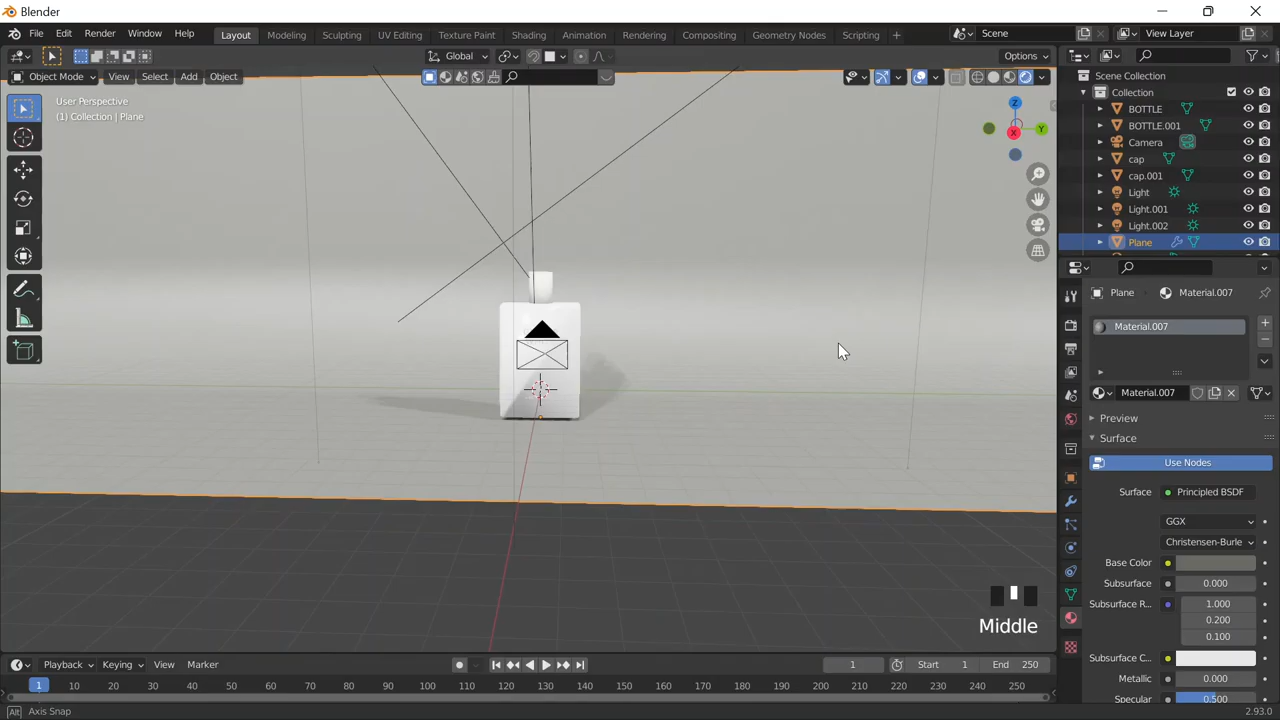 Blender
File Edit Render Window Help
Layout Modeling Sculpting UV Editing Texture Paint Shading Animation Rendering Compositing Geometry Nodes Scripting
Scene
View Layer
Global
Options
Object Mode View Select Add Object
User Perspective
(1) Collection | Plane
Z
Y
X
Scene Collection
Collection
BOTTLE
BOTTLE.001
Camera
cap
cap.001
Light
Light.001
Light.002
Plane
Plane Material.007
Material.007
Material.007
Preview
Surface
Use Nodes
Surface Principled BSDF
GGX
Christensen-Burle
Base Color
Subsurface 0.000
Subsurface R... 1.000
0.200
0.100
Subsurface C...
Metallic 0.000
Specular 0.500
Middle
Playback Keying View Marker
1 Start 1 End 250
1 10 20 30 40 50 60 70 80 90 100 110 120 130 140 150 160 170 180 190 200 210 220 230 240 250
Alt Axis Snap
2.93.0